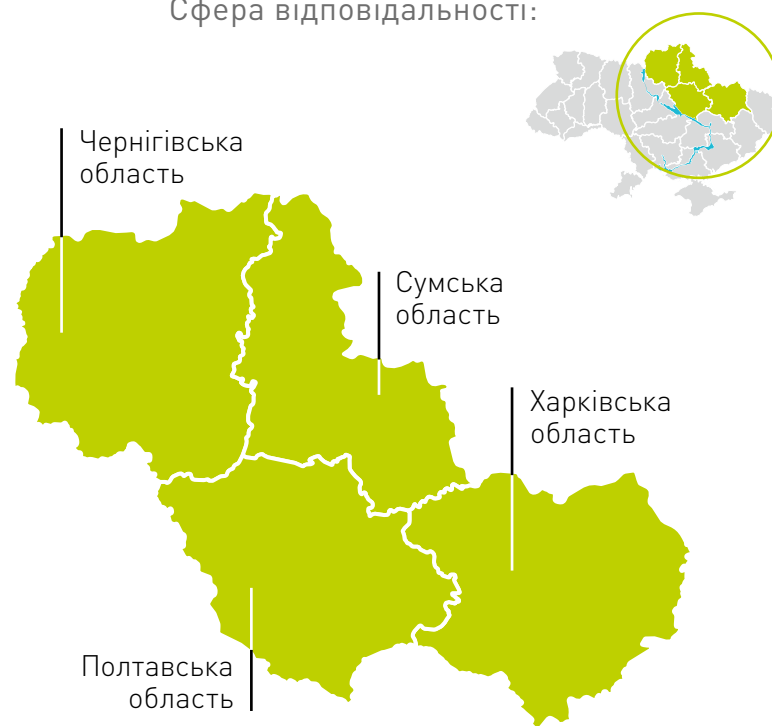 Сфера відповідальності:
Чернігівська
область
Сумська
область
Харківська
область
Полтавська
область